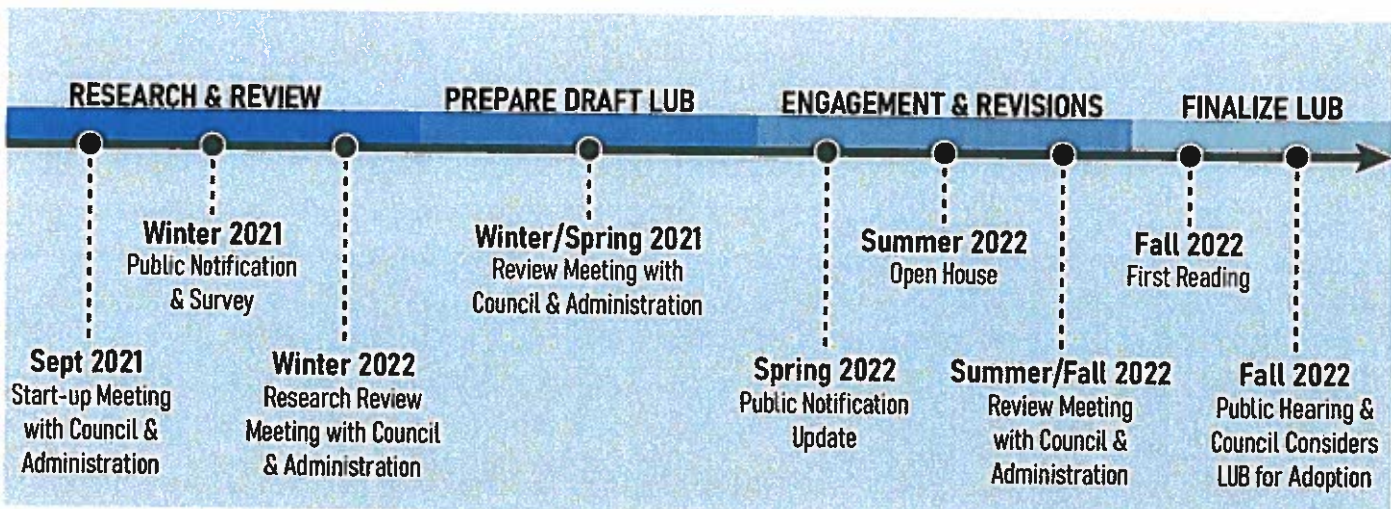 RESEARCH & REVIEW
PREPARE DRAFT LUB
ENGAGEMENT & REVISIONS
FINALIZE LUB
Sept 2021
Start-up Meeting
with Council &
Administration
Winter 2021
Public Notification
& Survey
Winter 2022
Research Review
Meeting with Council
& Administration
Winter/Spring 2021
Review Meeting with
Council & Administration
Spring 2022
Public Notification
Update
Summer 2022
Open House
Summer/Fall 2022
Review Meeting
with Council &
Administration
Fall 2022
First Reading
Fall 2022
Public Hearing &
Council Considers
LUB for Adoption